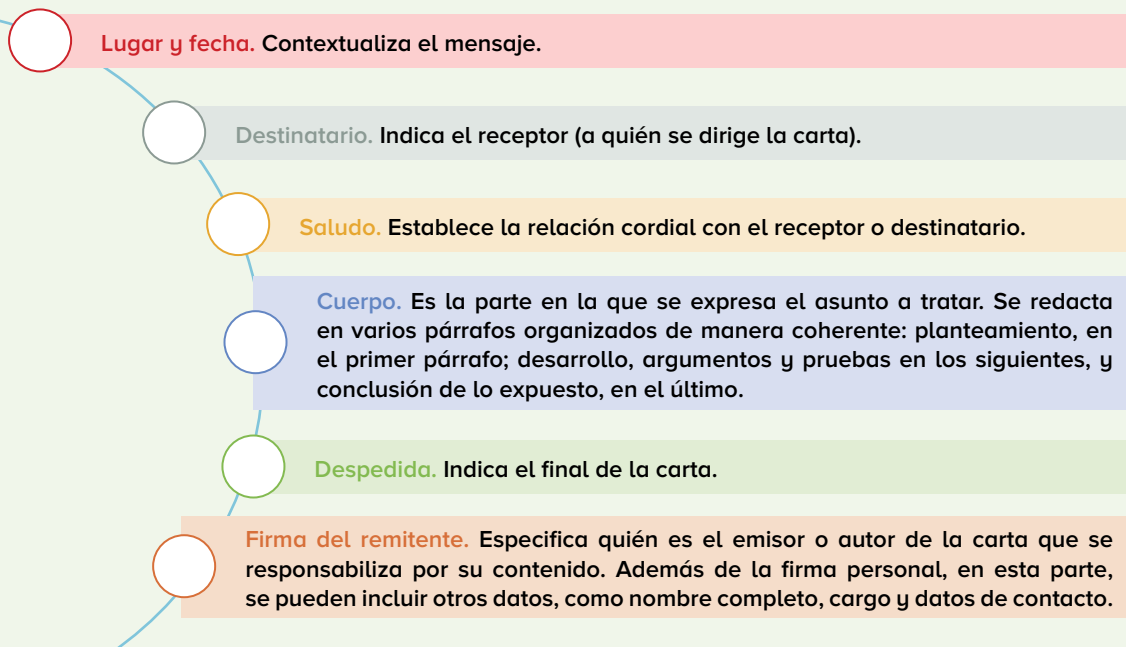 Lugar y fecha. Contextualiza el mensaje.
Destinatario. Indica el receptor (a quién se dirige la carta).
Saludo. Establece la relación cordial con el receptor o destinatario.
Cuerpo. Es la parte en la que se expresa el asunto a tratar. Se redacta
en varios párrafos organizados de manera coherente: planteamiento, en
el primer párrafo; desarrollo, argumentos y pruebas en los siguientes, y
conclusión de lo expuesto, en el último.
Despedida. Indica el final de la carta.
Firma del remitente. Especifica quién es el emisor o autor de la carta que se
responsabiliza por su contenido. Además de la firma personal, en esta parte,
se pueden incluir otros datos, como nombre completo, cargo y datos de contacto.